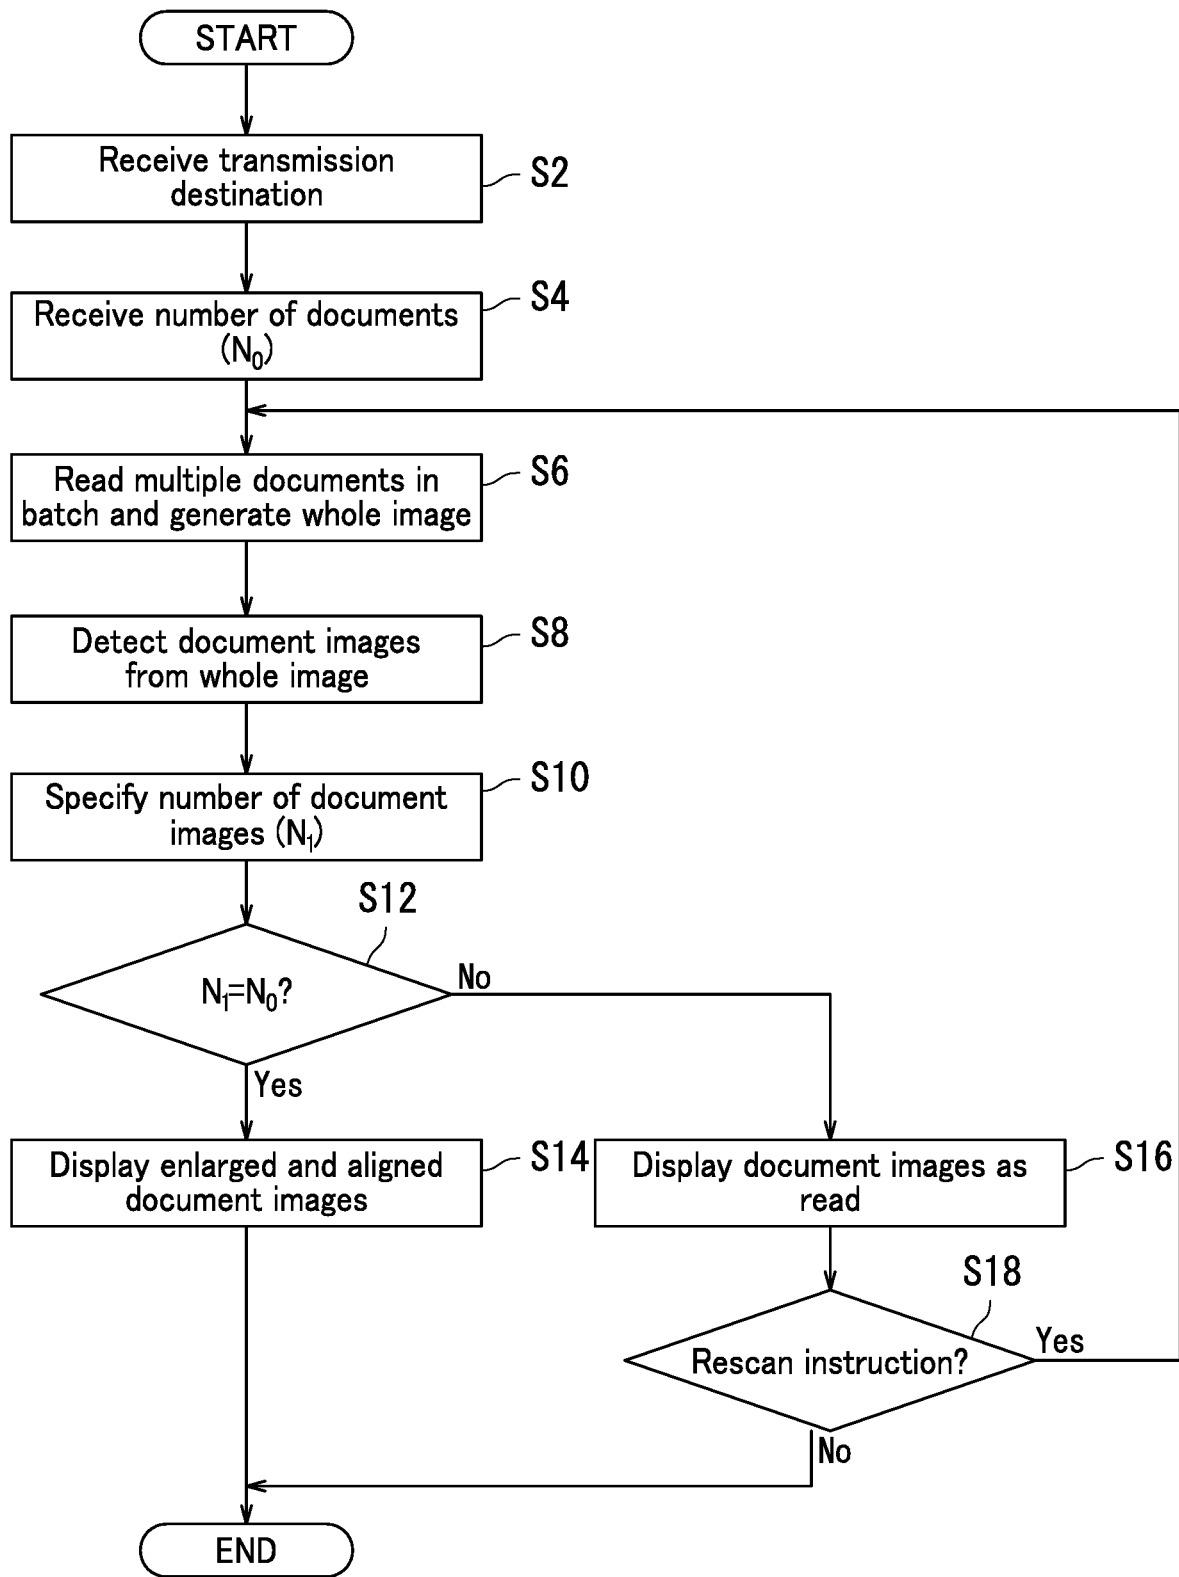 START
Receive transmission
destination
S2
Receive number of documents
(N₀)
S4
Read multiple documents in
batch and generate whole image
S6
Detect document images
from whole image
S8
Specify number of document
images (N₁)
S10
S12
N₁=N₀?
No
Yes
Display enlarged and aligned
document images
S14
Display document images as
read
S16
S18
Rescan instruction?
Yes
No
END